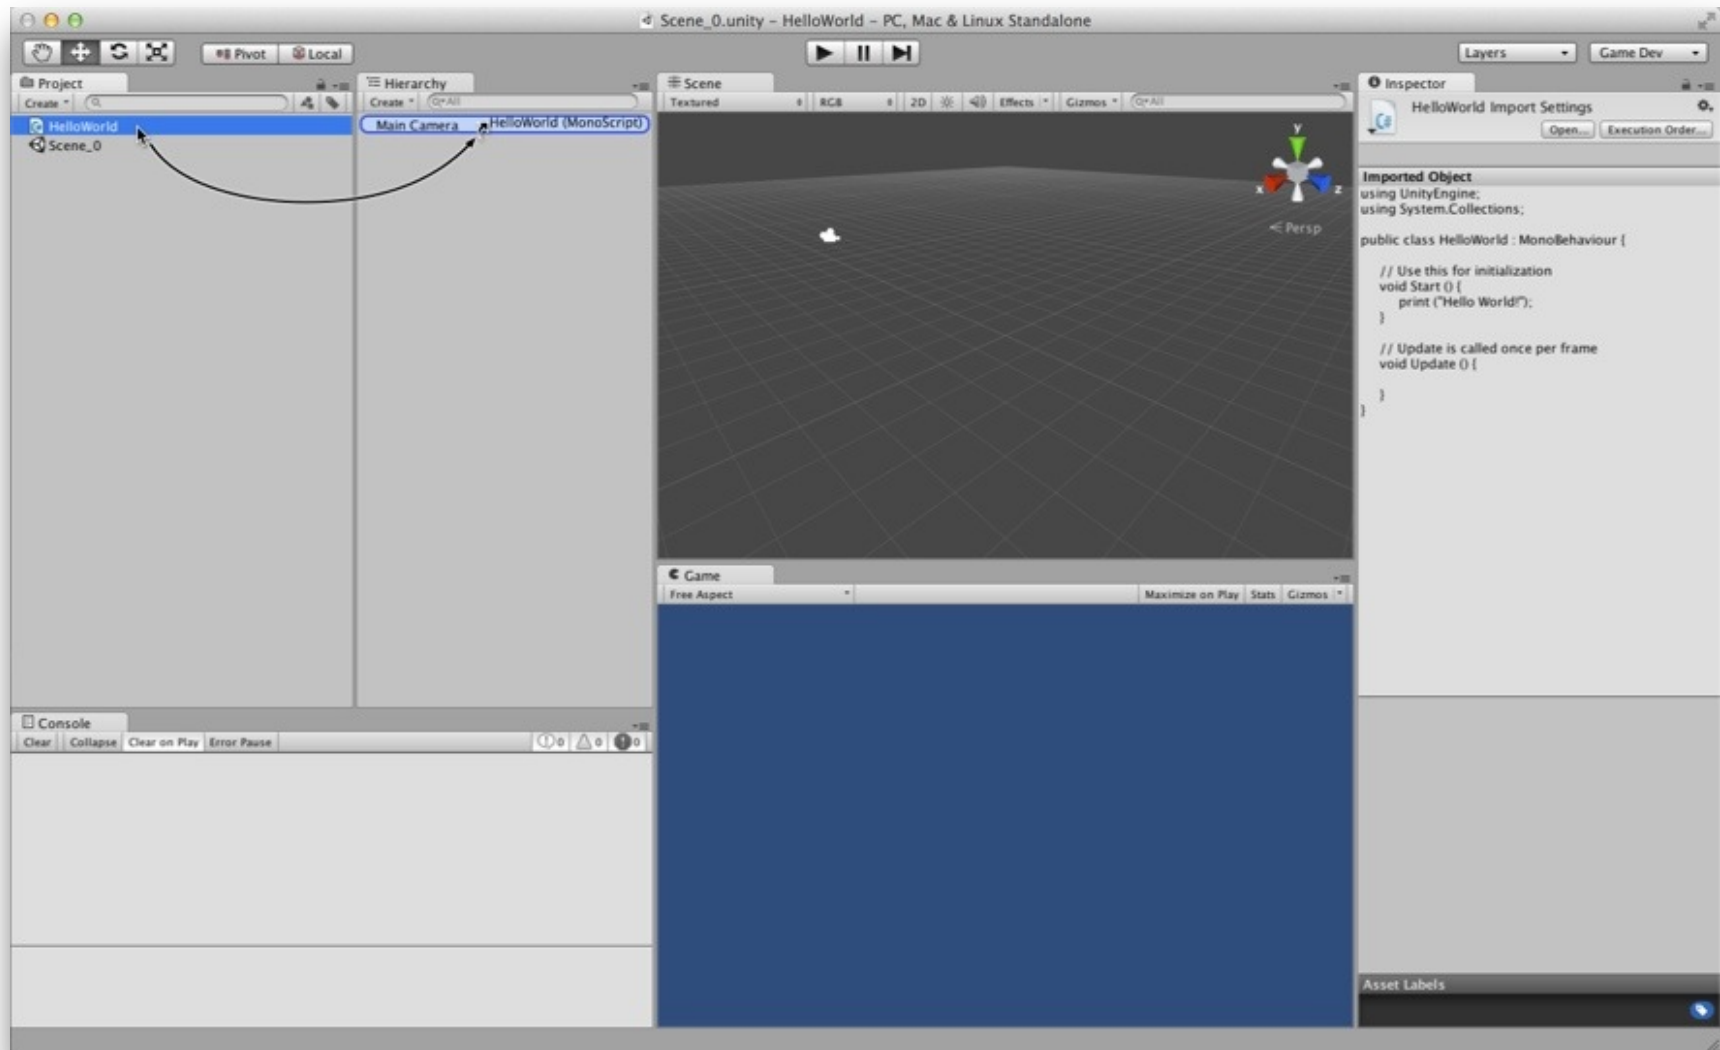 Scene_0.unity – HelloWorld – PC, Mac & Linux Standalone
Pivot Local
Layers Game Dev
Project
Create
HelloWorld
Scene_0
Hierarchy
Create All
Main Camera HelloWorld (MonoScript)
Scene
Textured RGB 2D Effects Gizmos All
y
x z
Persp
Game
Free Aspect Maximize on Play Stats Gizmos
Console
Clear Collapse Clear on Play Error Pause 0 0 0
Inspector
HelloWorld Import Settings
C#
Open... Execution Order...
Imported Object
using UnityEngine;
using System.Collections;
public class HelloWorld : MonoBehaviour {
// Use this for initialization
void Start () {
print ("Hello World!");
}
// Update is called once per frame
void Update () {
}
}
Asset Labels